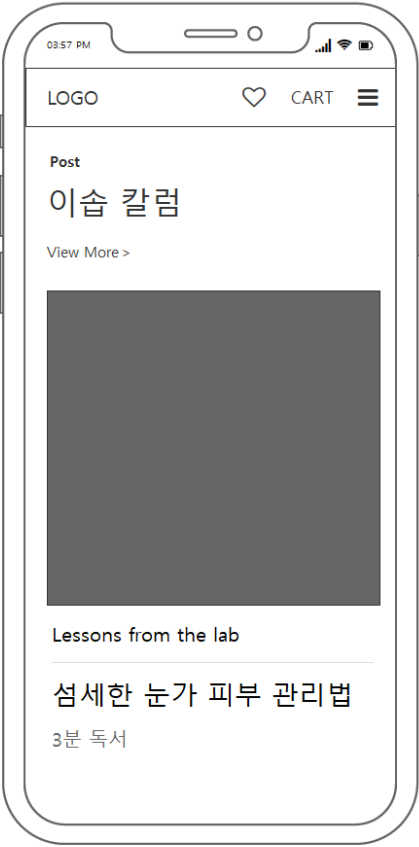 03:57 PM
LOGO CART
Post
이솝 칼럼
View More >
Lessons from the lab
섬세한 눈가 피부 관리법
3분 독서